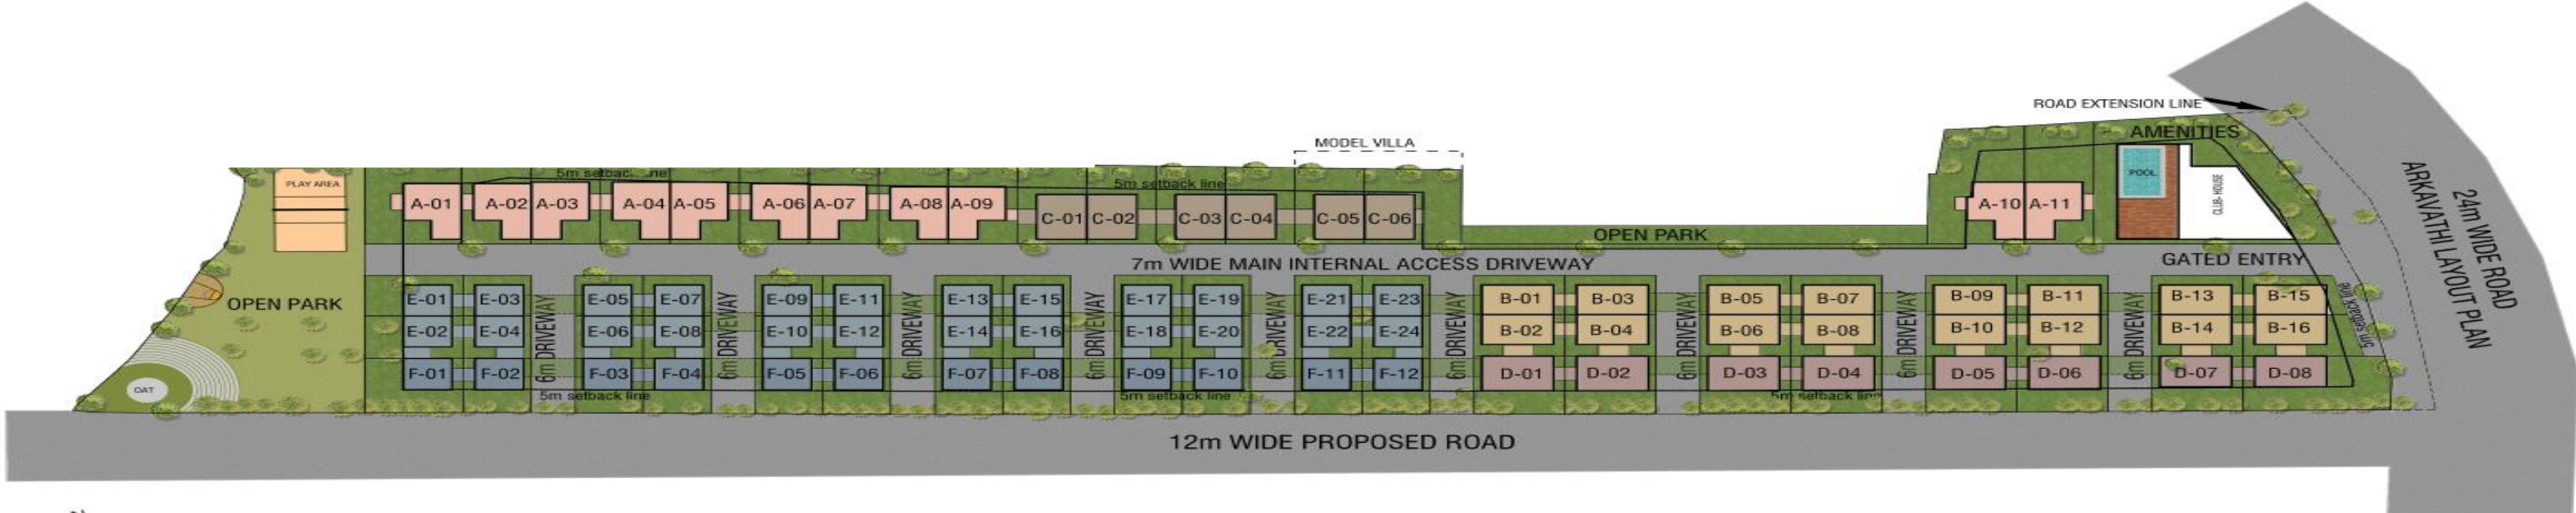 ROAD EXTENSION LINE
AMENITIES
MODEL VILLA
PLAY AREA
5m setbac
5m setback line
POOL
CLUB-HOUSE
A-01 A-02 A-03 A-04 A-05 A-06 A-07 A-08 A-09
C-01 C-02 C-03 C-04 C-05 C-06
A-10 A-11
24m WIDE ROAD
ARKAVATHI LAYOUT PLAN
OPEN PARK
7m WIDE MAIN INTERNAL ACCESS DRIVEWAY
GATED ENTRY
OPEN PARK
E-01 E-03 E-05 E-07 E-09 E-11 E-13 E-15 E-17 E-19 E-21 E-23 B-01 B-03 B-05 B-07 B-09 B-11 B-13 B-15
E-02 E-04 E-06 E-08 E-10 E-12 E-14 E-16 E-18 E-20 E-22 E-24 B-02 B-04 B-06 B-08 B-10 B-12 B-14 B-16
6m DRIVEWAY
6m DRIVEWAY
6m DRIVEWAY
6m DRIVEWAY
6m DRIVEWAY
6m DRIVEWAY
6m DRIVEWAY
6m DRIVEWAY
6m DRIVEWAY
5m setback line
F-01 F-02 F-03 F-04 F-05 F-06 F-07 F-08 F-09 F-10 F-11 F-12 D-01 D-02 D-03 D-04 D-05 D-06 D-07 D-08
OAT
5m setback line
5m setback line
5m setback line
12m WIDE PROPOSED ROAD